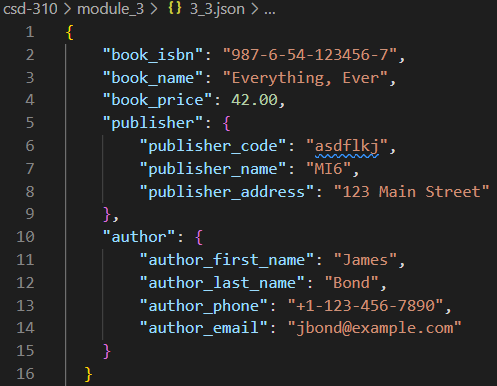 csd-310 > module_3 > {} 3_3.json > ...
1 {
2 "book_isbn": "987-6-54-123456-7",
3 "book_name": "Everything, Ever",
4 "book_price": 42.00,
5 "publisher": {
6 "publisher_code": "asdflkj",
7 "publisher_name": "MI6",
8 "publisher_address": "123 Main Street"
9 },
10 "author": {
11 "author_first_name": "James",
12 "author_last_name": "Bond",
13 "author_phone": "+1-123-456-7890",
14 "author_email": "jbond@example.com"
15 }
16 }